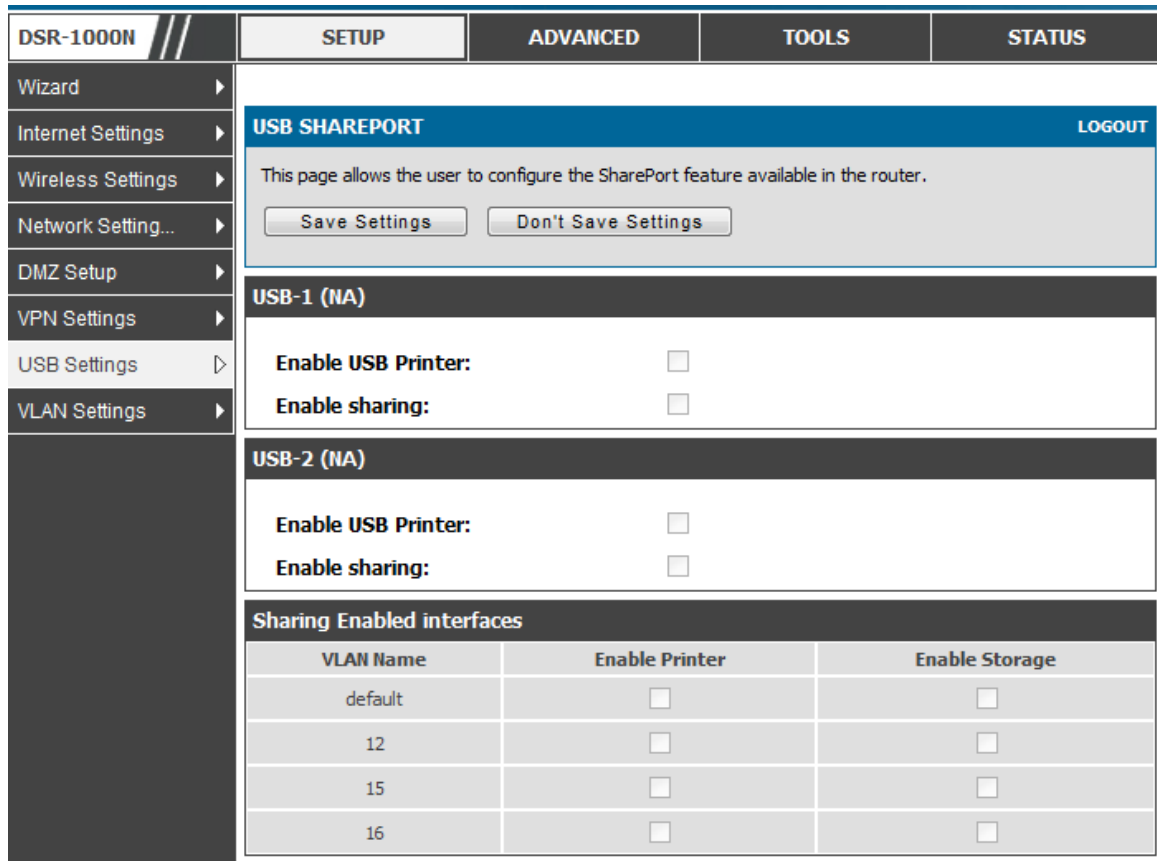 DSR-1000N
SETUP
ADVANCED
TOOLS
STATUS
Wizard
Internet Settings
Wireless Settings
Network Setting...
DMZ Setup
VPN Settings
USB Settings
VLAN Settings
USB SHAREPORT
LOGOUT
This page allows the user to configure the SharePort feature available in the router.
Save Settings
Don't Save Settings
USB-1 (NA)
Enable USB Printer:
Enable sharing:
USB-2 (NA)
Enable USB Printer:
Enable sharing:
Sharing Enabled interfaces
VLAN Name Enable Printer Enable Storage
default
12
15
16